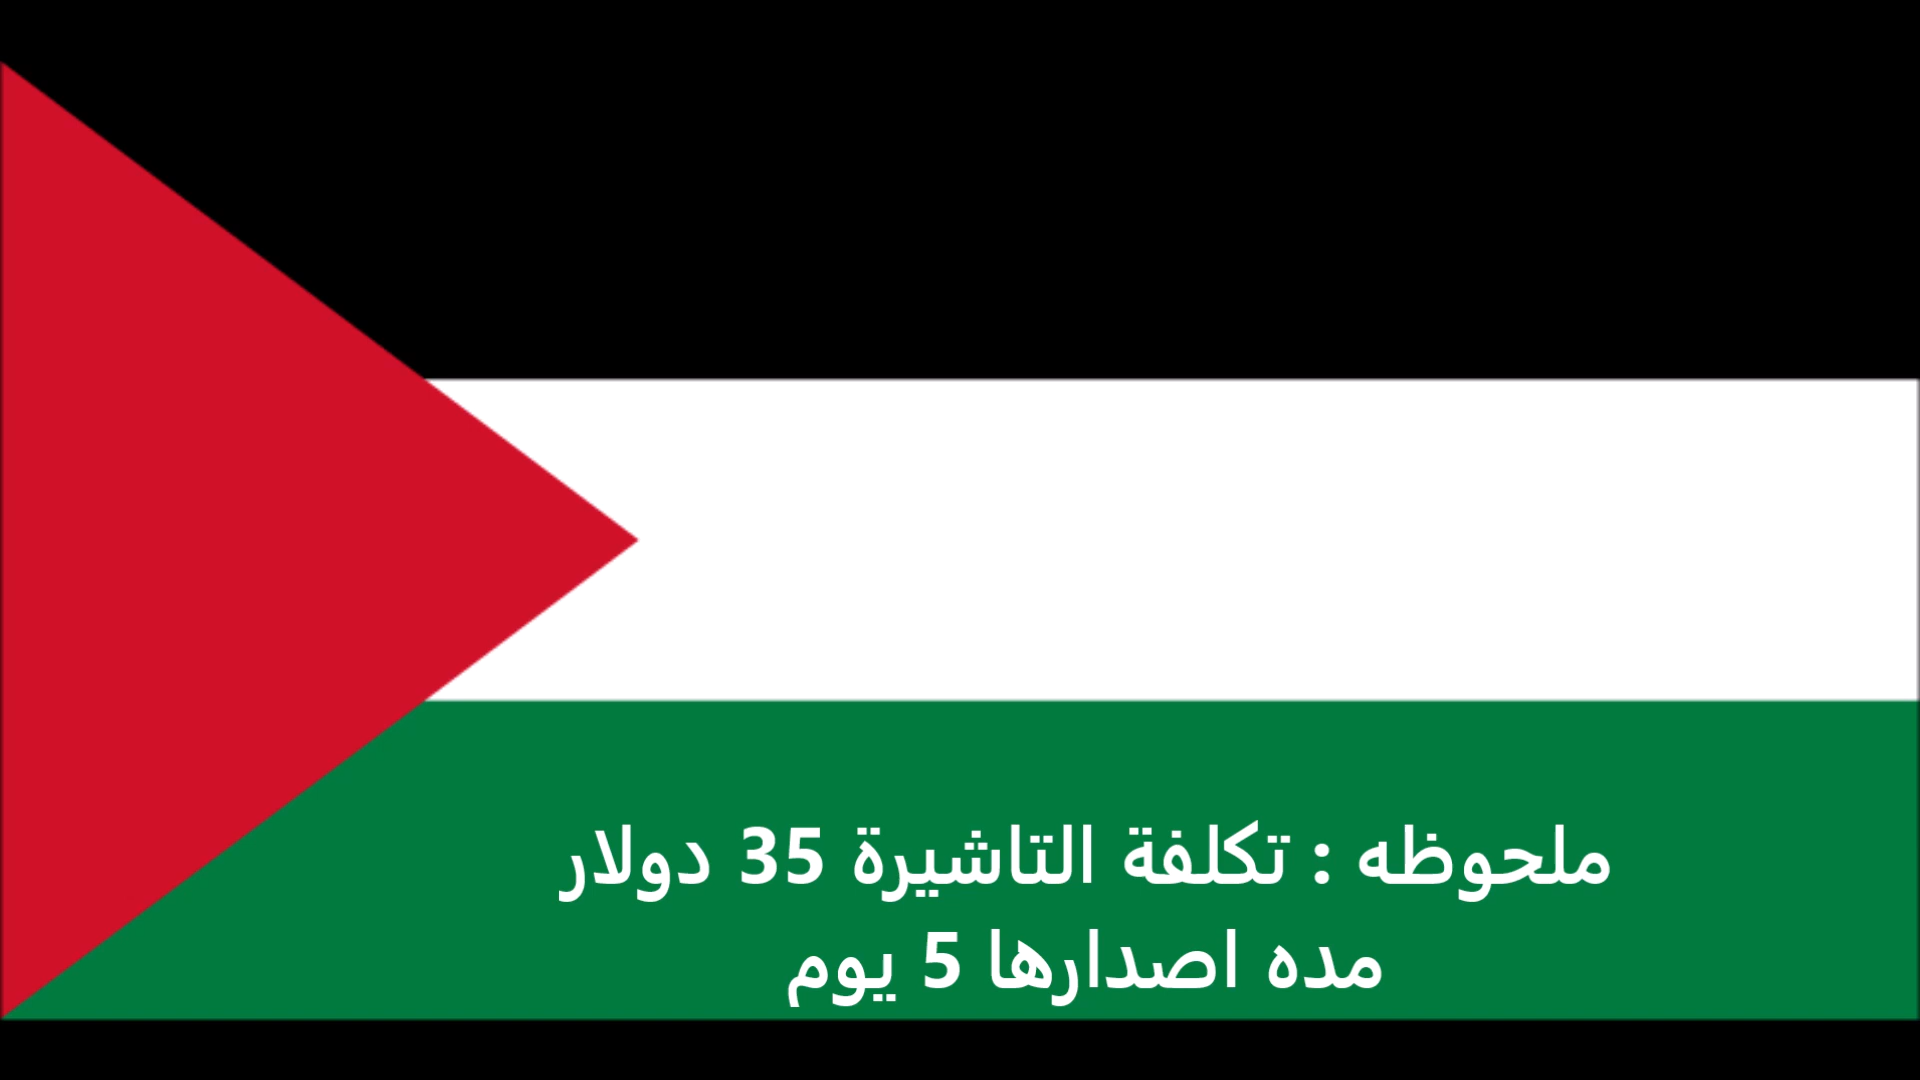 ملحوظه : تكلفة التاشيرة 35 دولار
مده اصدارها 5 يوم